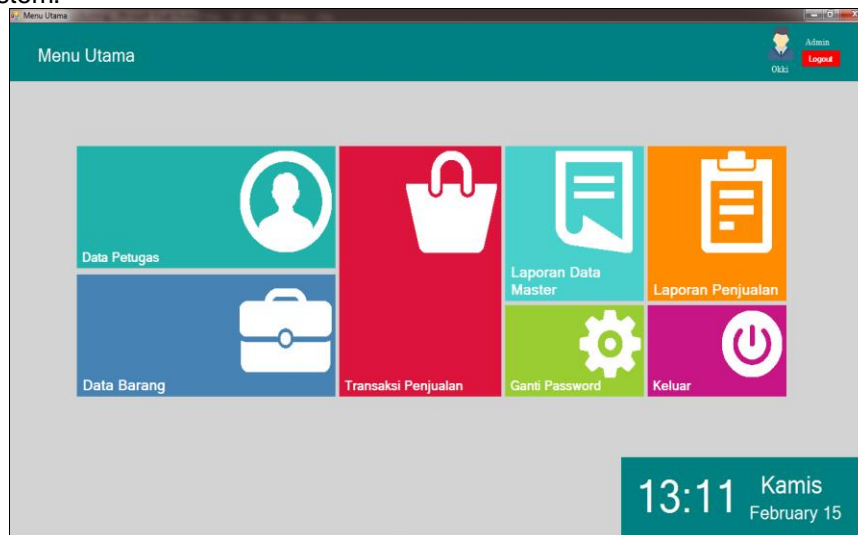 stem.
Menu Utama
Menu Utama
Admin
Logout
Okki
Data Petugas
Data Barang
Transaksi Penjualan
Laporan Data
Master
Laporan Penjualan
Ganti Password
Keluar
13:11
Kamis
February 15